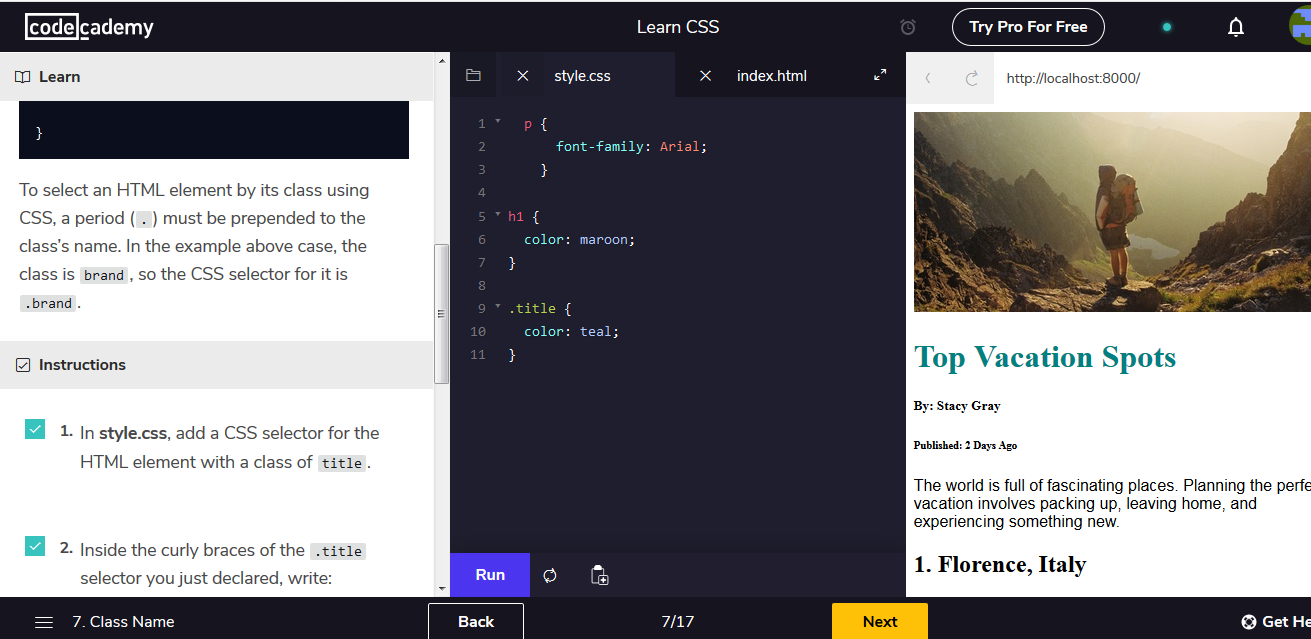 codecademy
Learn CSS
Try Pro For Free
Learn
}
To select an HTML element by its class using
CSS, a period ( . ) must be prepended to the
class’s name. In the example above case, the
class is brand , so the CSS selector for it is
.brand .
Instructions
1. In style.css, add a CSS selector for the
HTML element with a class of title .
2. Inside the curly braces of the .title
selector you just declared, write:
style.css
index.html
1 p {
2 font-family: Arial;
3 }
4
5 h1 {
6 color: maroon;
7 }
8
9 .title {
10 color: teal;
11 }
Run
http://localhost:8000/
Top Vacation Spots
By: Stacy Gray
Published: 2 Days Ago
The world is full of fascinating places. Planning the perfe
vacation involves packing up, leaving home, and
experiencing something new.
1. Florence, Italy
7. Class Name
Back
7/17
Next
Get He